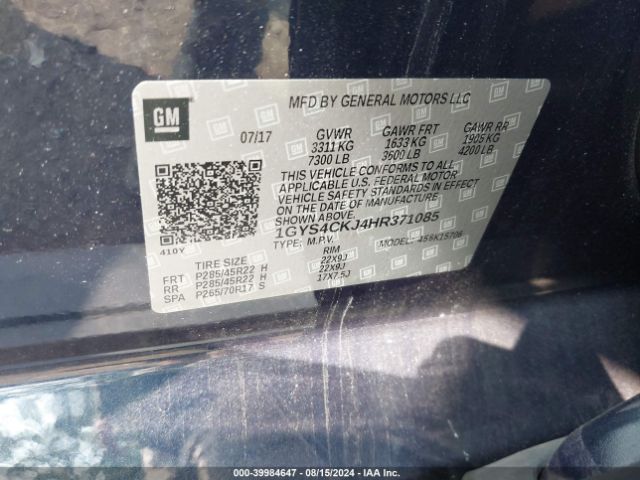 GM
MFD BY GENERAL MOTORS LLC
07/17 GVWR GAWR FRT GAWR RR
3311 KG 1633 KG 1905 KG
7300 LB 3600 LB 4200 LB
THIS VEHICLE CONFORMS TO ALL
APPLICABLE U.S. FEDERAL MOTOR
VEHICLE SAFETY STANDARDS IN EFFECT
ON THE DATE OF MANUFACTURE
SHOWN ABOVE.
1GYS4CKJ4HR371085
TYPE: M.P.V. MODEL: 456K15706
410Y
TIRE SIZE RIM
FRT P285/45R22 H 22X9J
RR P285/45R22 H 22X9J
SPA P265/70R17 S 17X7.5J
000-39984647 - 08/15/2024 - IAA Inc.